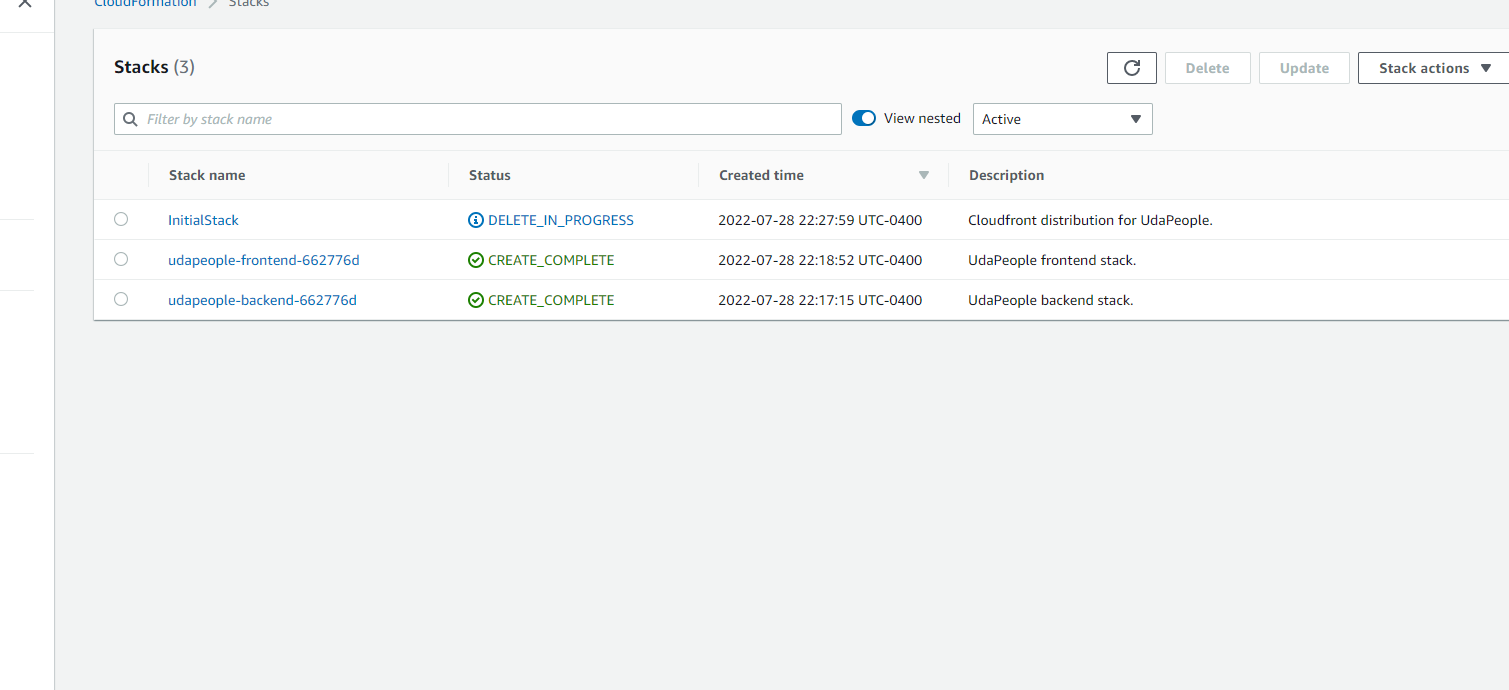 CloudFormation > Stacks
Stacks (3)
Delete
Update
Stack actions
Filter by stack name
View nested
Active
Stack name Status Created time Description
InitialStack DELETE_IN_PROGRESS 2022-07-28 22:27:59 UTC-0400 Cloudfront distribution for UdaPeople.
udapeople-frontend-662776d CREATE_COMPLETE 2022-07-28 22:18:52 UTC-0400 UdaPeople frontend stack.
udapeople-backend-662776d CREATE_COMPLETE 2022-07-28 22:17:15 UTC-0400 UdaPeople backend stack.